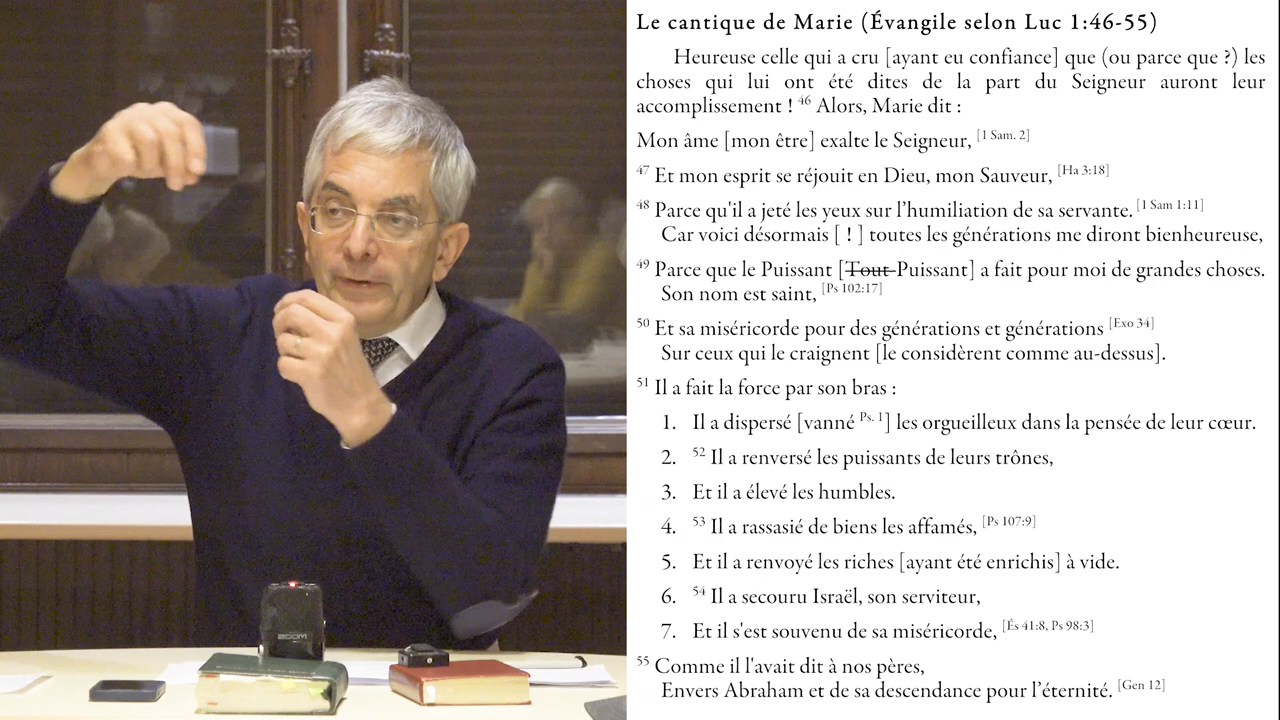 Le cantique de Marie (Évangile selon Luc 1:46-55)
Heureuse celle qui a cru [ayant eu confiance] que (ou parce que ?) les
choses qui lui ont été dites de la part du Seigneur auront leur
accomplissement ! 46 Alors, Marie dit :
Mon âme [mon être] exalte le Seigneur, [1 Sam. 2]
47 Et mon esprit se réjouit en Dieu, mon Sauveur, [Ha 3:18]
48 Parce qu'il a jeté les yeux sur l’humiliation de sa servante. [1 Sam 1:11]
Car voici désormais [ ! ] toutes les générations me diront bienheureuse,
49 Parce que le Puissant [Tout-Puissant] a fait pour moi de grandes choses.
Son nom est saint, [Ps 102:17]
50 Et sa miséricorde pour des générations et générations [Exo 34]
Sur ceux qui le craignent [le considèrent comme au-dessus].
51 Il a fait la force par son bras :
1. Il a dispersé [vanné Ps. 1] les orgueilleux dans la pensée de leur cœur.
2. 52 Il a renversé les puissants de leurs trônes,
3. Et il a élevé les humbles.
4. 53 Il a rassasié de biens les affamés, [Ps 107:9]
5. Et il a renvoyé les riches [ayant été enrichis] à vide.
6. 54 Il a secouru Israël, son serviteur,
7. Et il s'est souvenu de sa miséricorde, [És 41:8, Ps 98:3]
55 Comme il l'avait dit à nos pères,
Envers Abraham et de sa descendance pour l’éternité. [Gen 12]
zoom